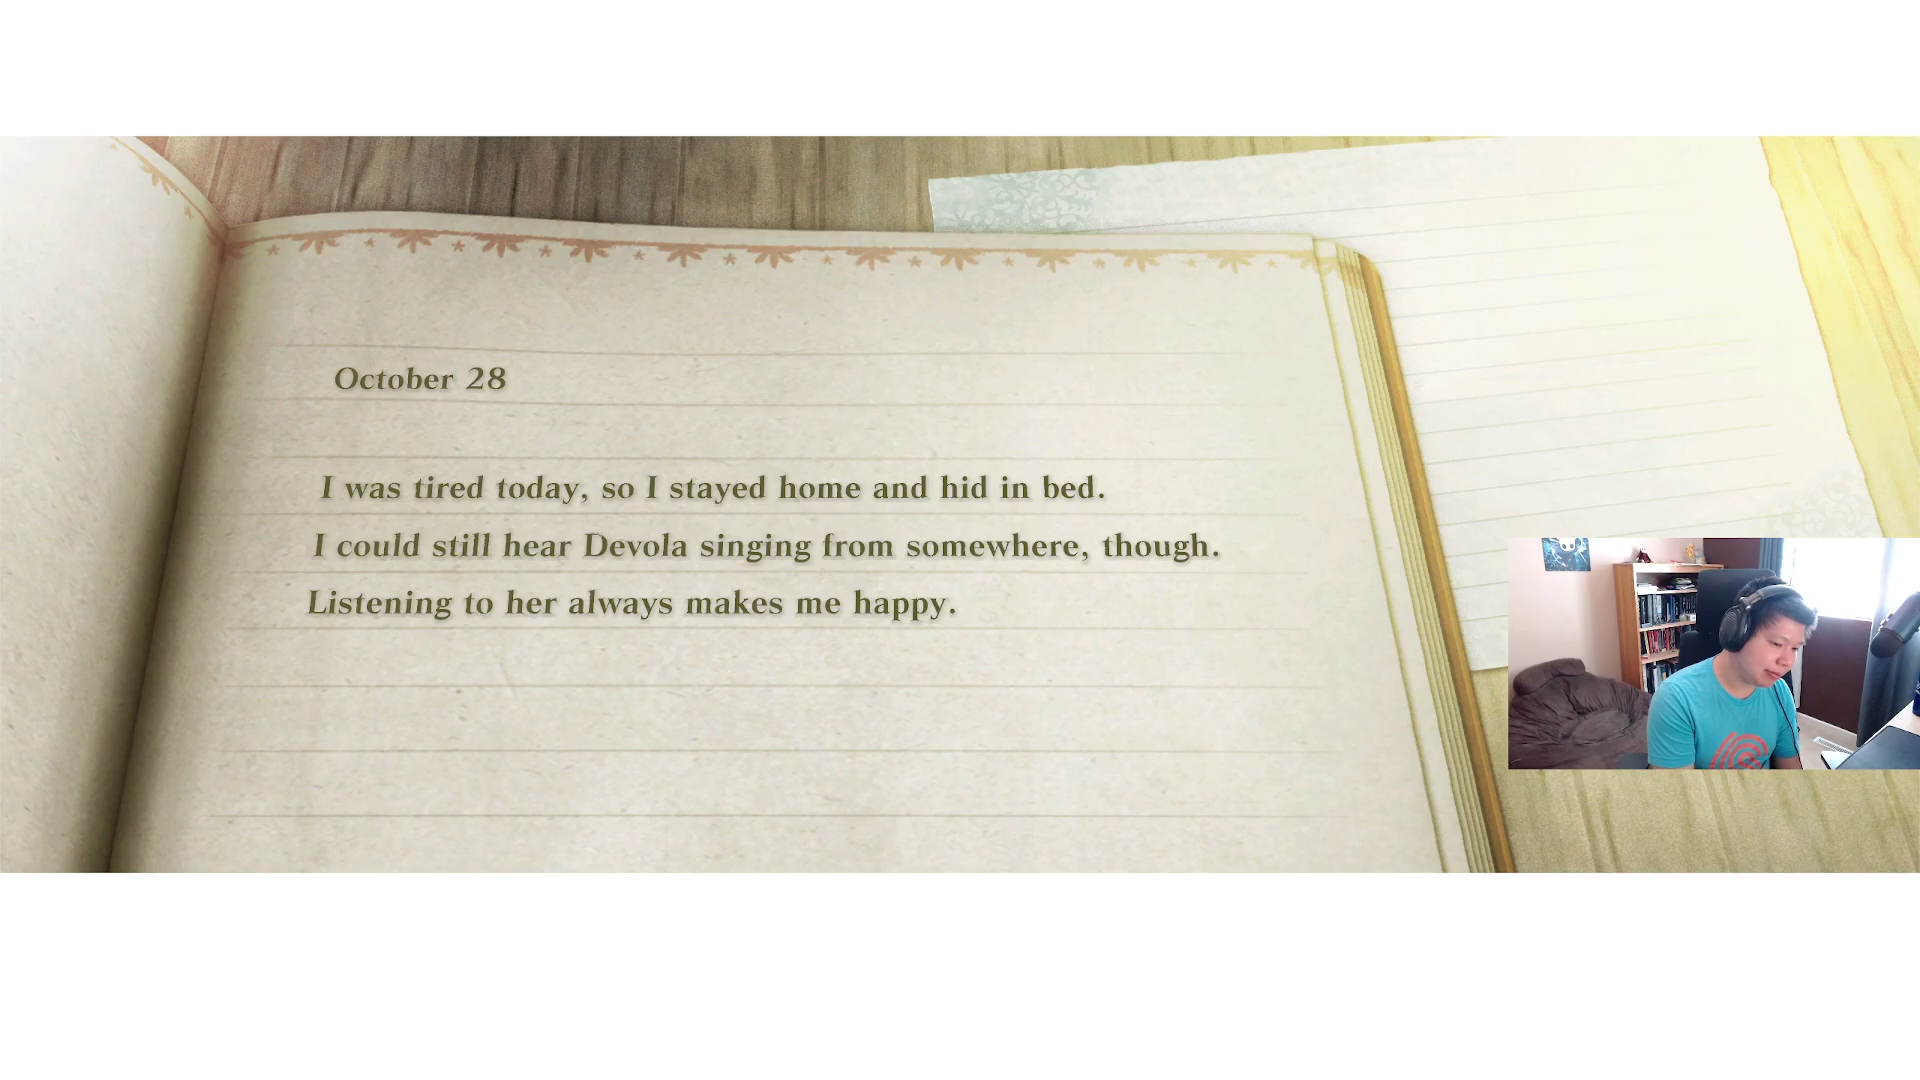 October 28
I was tired today, so I stayed home and hid in bed.
I could still hear Devola singing from somewhere, though.
Listening to her always makes me happy.